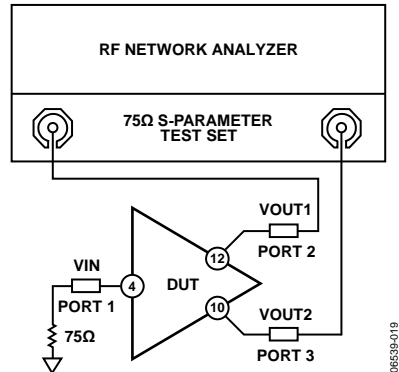 RF NETWORK ANALYZER
75Ω S-PARAMETER
TEST SET
VOUT1
12
PORT 2
VIN
4
DUT
PORT 1
10
VOUT2
75Ω
PORT 3
06539-019